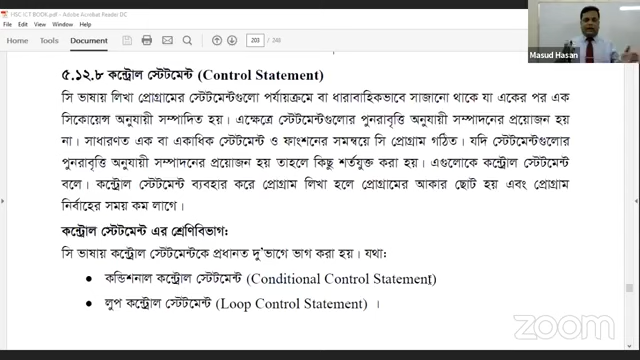 HSC ICT BOOK.pdf - Adobe Acrobat Reader DC
File Edit View Window Help
Home Tools Document 203 / 248
Masud Hasan
৫.১২.৮ কন্ট্রোল স্টেটমেন্ট (Control Statement)
সি ভাষায় লিখা প্রোগ্রামের স্টেটমেন্টগুলো পর্যায়ক্রমে বা ধারাবাহিকভাবে সাজানো থাকে যা একের পর এক
সিকোয়েন্স অনুযায়ী সম্পাদিত হয়। এক্ষেত্রে স্টেটমেন্টগুলোর পুনরাবৃত্তি অনুযায়ী সম্পাদনের প্রয়োজন হয়
না। সাধারণত এক বা একাধিক স্টেটমেন্ট ও ফাংশনের সমন্বয়ে সি প্রোগ্রাম গঠিত। যদি স্টেটমেন্টগুলোর
পুনরাবৃত্তি অনুযায়ী সম্পাদনের প্রয়োজন হয় তাহলে কিছু শর্তযুক্ত করা হয়। এগুলোকে কন্ট্রোল স্টেটমেন্ট
বলে। কন্ট্রোল স্টেটমেন্ট ব্যবহার করে প্রোগ্রাম লিখা হলে প্রোগ্রামের আকার ছোট হয় এবং প্রোগ্রাম
নির্বাহের সময় কম লাগে।
কন্ট্রোল স্টেটমেন্ট এর শ্রেণিবিভাগ:
সি ভাষায় কন্ট্রোল স্টেটমেন্টকে প্রধানত দু'ভাগে ভাগ করা হয়। যথা:
• কন্ডিশনাল কন্ট্রোল স্টেটমেন্ট (Conditional Control Statement)
• লুপ কন্ট্রোল স্টেটমেন্ট (Loop Control Statement) ।
zoom